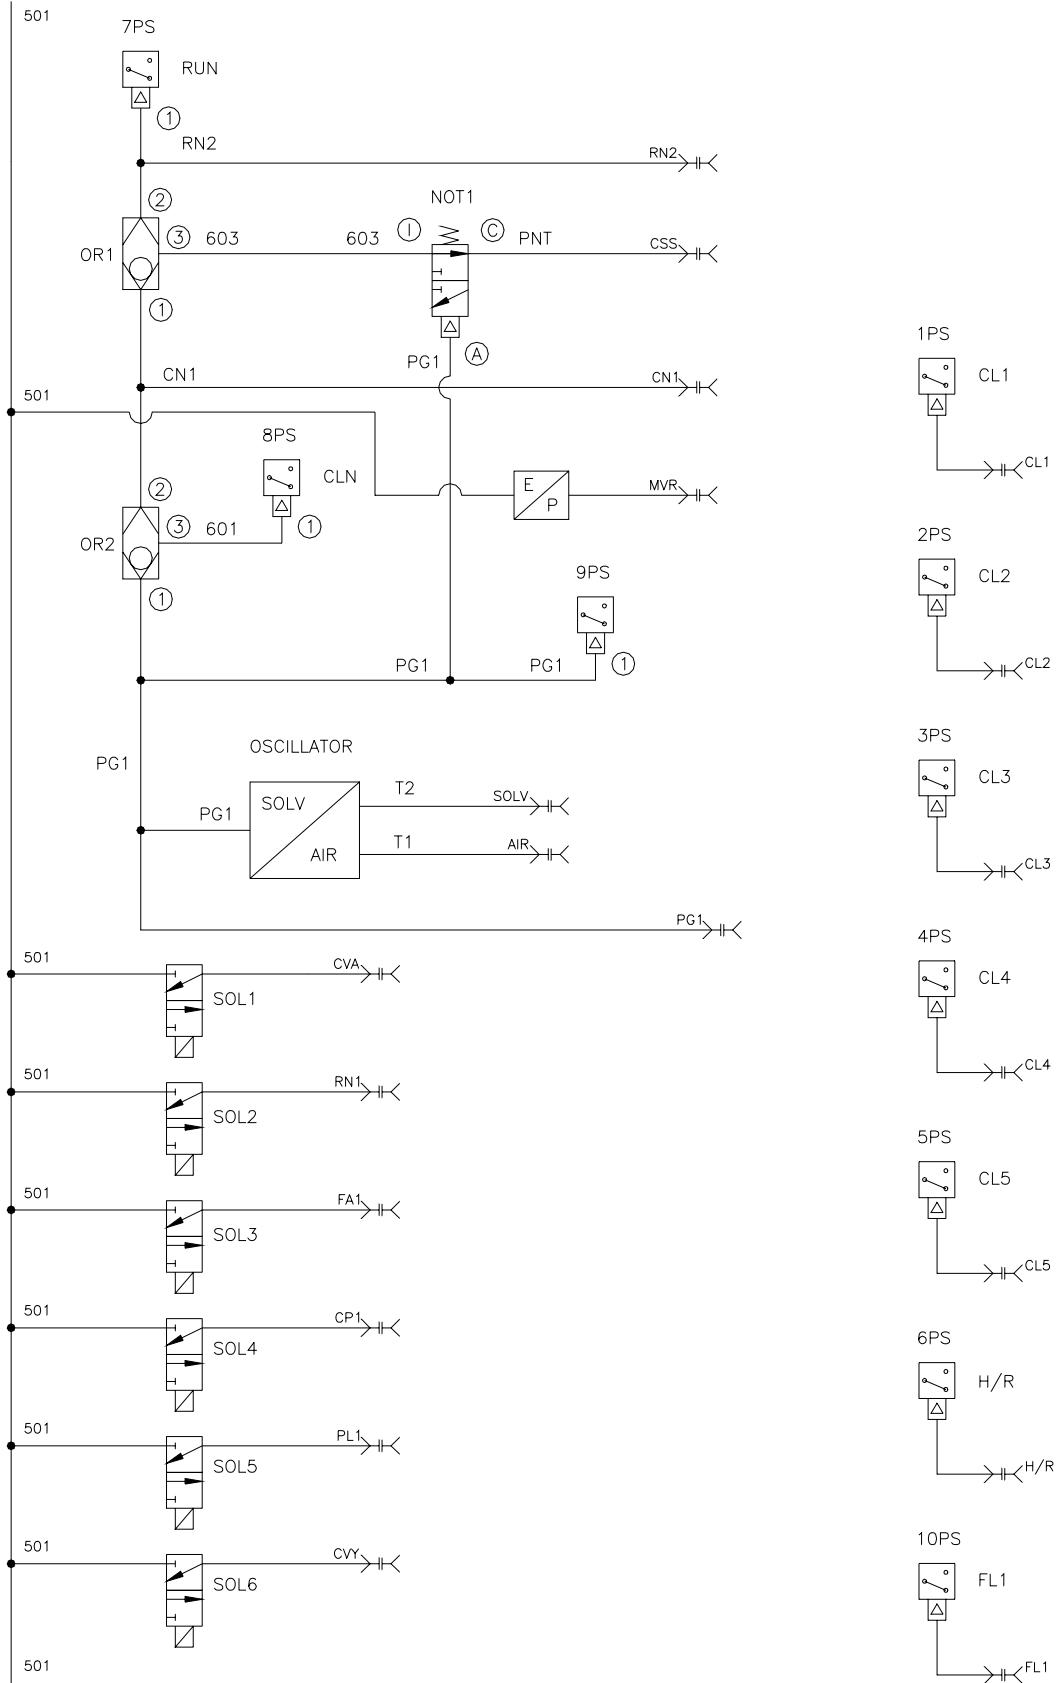 501
7PS
RUN
1
RN2
RN2
2
NOT1
OR1
3
603
603
I
C
PNT
CSS
1
1PS
PG1
A
CN1
CN1
CL1
501
8PS
CLN
CL1
2
E
P
MVR
OR2
3
601
1
2PS
1
9PS
CL2
PG1
PG1
1
CL2
3PS
PG1
OSCILLATOR
CL3
SOLV
AIR
PG1
T2
SOLV
T1
AIR
CL3
PG1
4PS
501
CVA
SOL1
CL4
501
RN1
SOL2
CL4
5PS
501
FA1
SOL3
CL5
CL5
501
CP1
SOL4
6PS
H/R
501
PL1
SOL5
H/R
501
CVY
SOL6
10PS
FL1
501
FL1